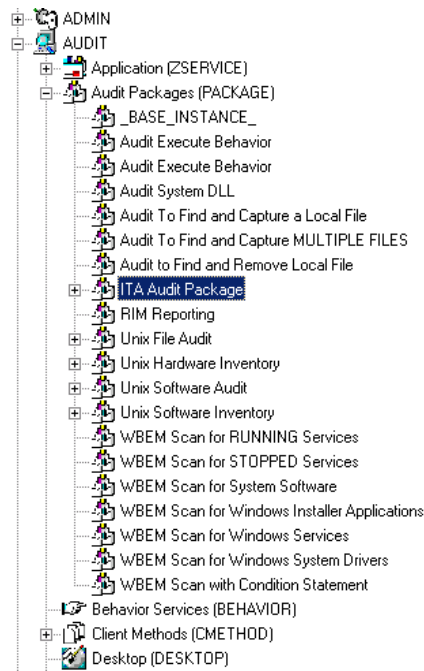 ADMIN
AUDIT
Application (ZSERVICE)
Audit Packages (PACKAGE)
_BASE_INSTANCE_
Audit Execute Behavior
Audit Execute Behavior
Audit System DLL
Audit To Find and Capture a Local File
Audit To Find and Capture MULTIPLE FILES
Audit to Find and Remove Local File
ITA Audit Package
RIM Reporting
Unix File Audit
Unix Hardware Inventory
Unix Software Audit
Unix Software Inventory
WBEM Scan for RUNNING Services
WBEM Scan for STOPPED Services
WBEM Scan for System Software
WBEM Scan for Windows Installer Applications
WBEM Scan for Windows Services
WBEM Scan for Windows System Drivers
WBEM Scan with Condition Statement
Behavior Services (BEHAVIOR)
Client Methods (CMETHOD)
Desktop (DESKTOP)